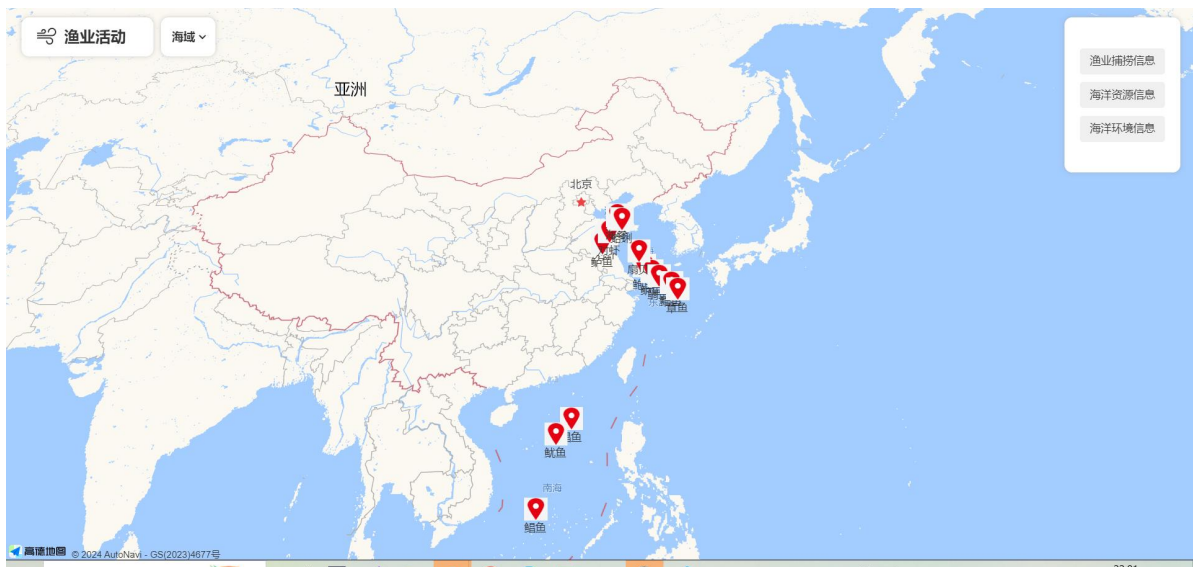 渔业活动
海域
渔业捕捞信息
海洋资源信息
海洋环境信息
亚洲
北京
鲈鱼
章鱼
鱿鱼
南海
鲳鱼
高德地图
© 2024 AutoNavi - GS(2023)4677号